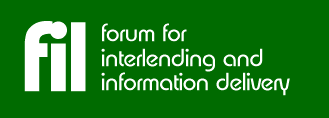 fil
forum for
interlending and
information delivery